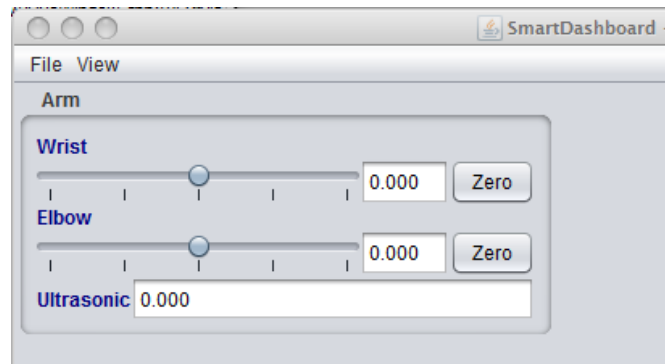 SmartDashboard -
File View
Arm
Wrist
0.000 Zero
Elbow
0.000 Zero
Ultrasonic 0.000